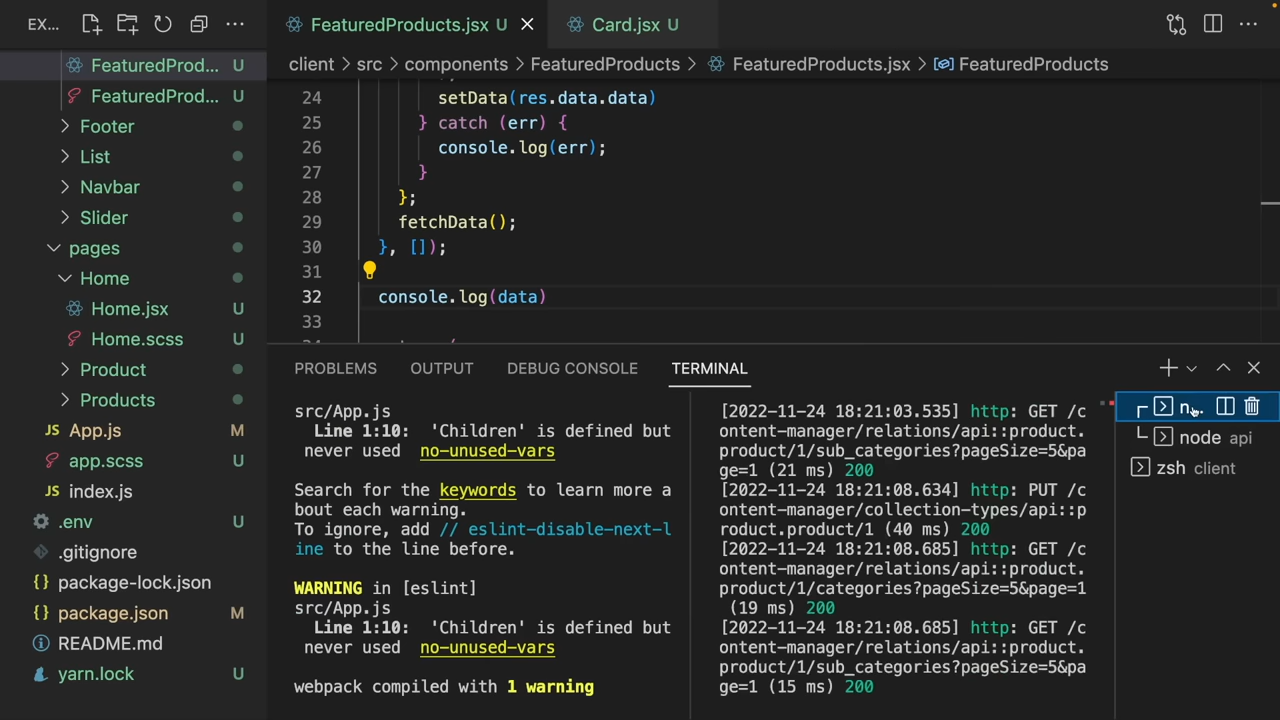 EX...
FeaturedProducts.jsx U
Card.jsx U
client > src > components > FeaturedProducts > FeaturedProducts.jsx > FeaturedProducts
FeaturedProd... U
FeaturedProd... U
Footer
List
Navbar
Slider
pages
Home
Home.jsx U
Home.scss U
Product
Products
App.js M
app.scss U
index.js U
.env U
.gitignore
package-lock.json
package.json M
README.md
yarn.lock U
24 setData(res.data.data)
25 } catch (err) {
26 console.log(err);
27 }
28 };
29 fetchData();
30 }, []);
31
32 console.log(data)
33
PROBLEMS OUTPUT DEBUG CONSOLE TERMINAL
src/App.js
Line 1:10: 'Children' is defined but
never used no-unused-vars
Search for the keywords to learn more a
bout each warning.
To ignore, add // eslint-disable-next-l
ine to the line before.
WARNING in [eslint]
src/App.js
Line 1:10: 'Children' is defined but
never used no-unused-vars
webpack compiled with 1 warning
[2022-11-24 18:21:03.535] http: GET /c
ontent-manager/relations/api::product.
product/1/sub_categories?pageSize=5&pa
ge=1 (21 ms) 200
[2022-11-24 18:21:08.634] http: PUT /c
ontent-manager/collection-types/api::p
roduct.product/1 (40 ms) 200
[2022-11-24 18:21:08.685] http: GET /c
ontent-manager/relations/api::product.
product/1/categories?pageSize=5&page=1
(19 ms) 200
[2022-11-24 18:21:08.685] http: GET /c
ontent-manager/relations/api::product.
product/1/sub_categories?pageSize=5&pa
ge=1 (15 ms) 200
n...
node api
zsh client